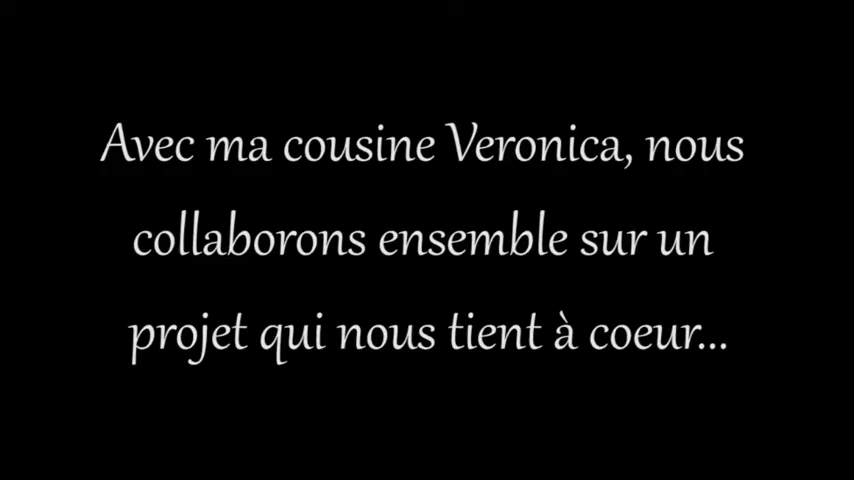 Avec ma cousine Veronica, nous
collaborons ensemble sur un
projet qui nous tient à coeur...